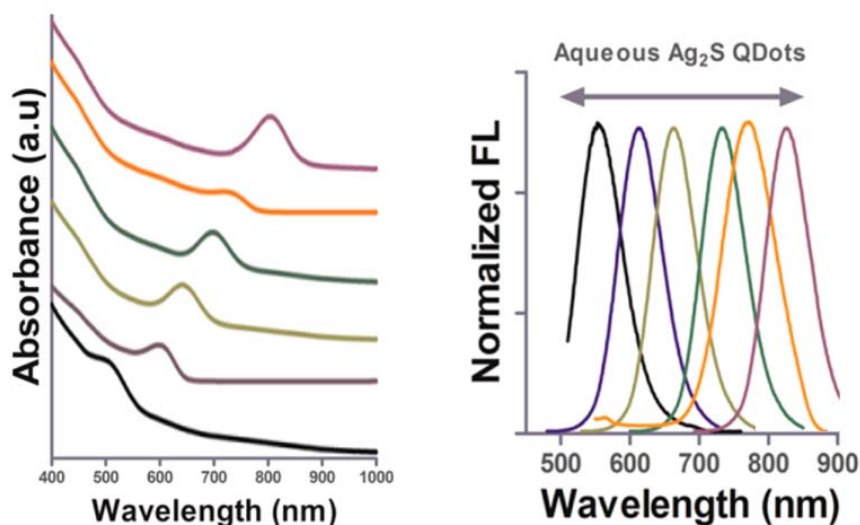 Absorbance (a.u)
400 500 600 700 800 900 1000
Wavelength (nm)
Aqueous Ag₂S QDots
Normalized FL
500 600 700 800 900
Wavelength (nm)